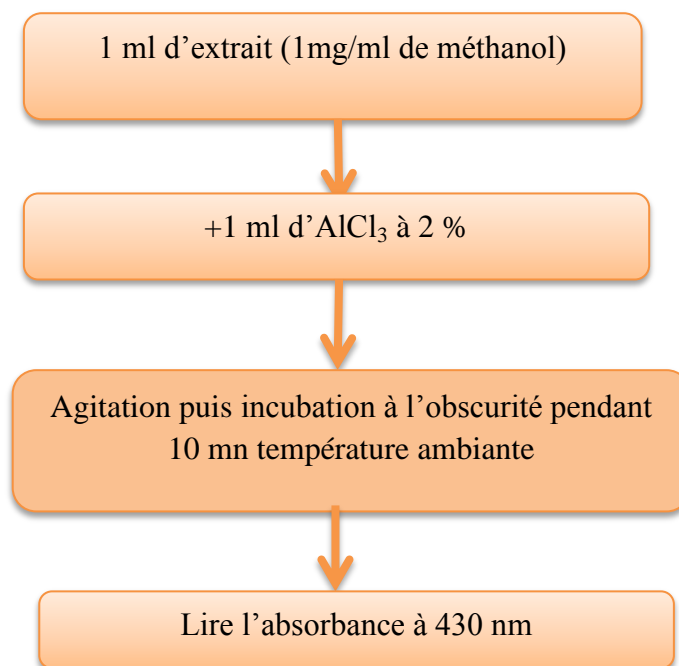 1 ml d’extrait (1mg/ml de méthanol)
+1 ml d’AlCl₃ à 2 %
Agitation puis incubation à l’obscurité pendant
10 mn température ambiante
Lire l’absorbance à 430 nm